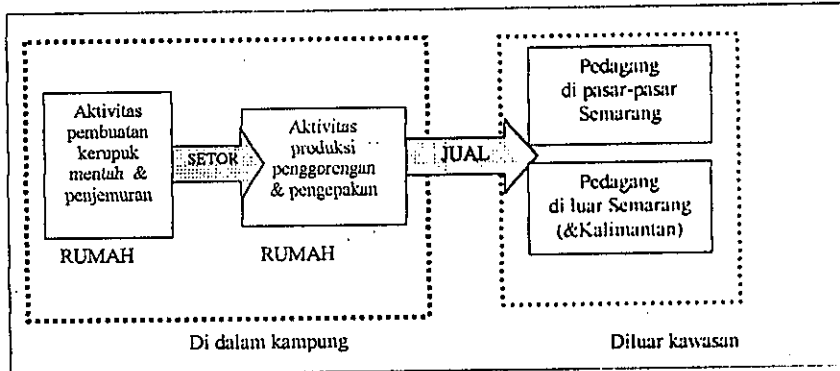 Aktivitas
pembuatan
kerupuk
mentah &
penjemuran
RUMAH
SETOR
Aktivitas
produksi
penggorengan
& pengepakan
RUMAH
Di dalam kampung
JUAL
Pedagang
di pasar-pasar
Semarang
Pedagang
di luar Semarang
(&Kalimantan)
Diluar kawasan